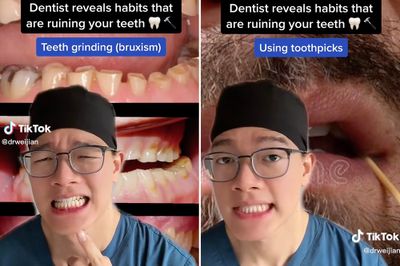 Dentist reveals habits that
are ruining your teeth 🦷🔨
Teeth grinding (bruxism)
TikTok
@drweijian
Dentist reveals habits that
are ruining your teeth 🦷🔨
Using toothpicks
TikTok
@drweijian